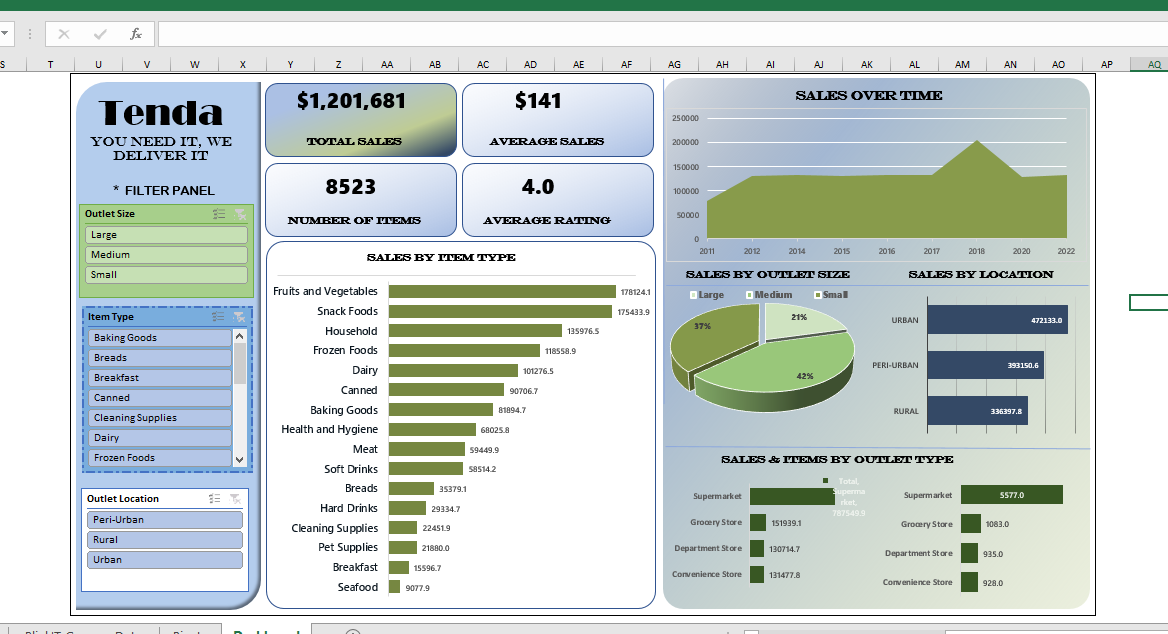 fx
S T U V W X Y Z AA AB AC AD AE AF AG AH AI AJ AK AL AM AN AO AP AQ
Tenda
YOU NEED IT, WE
DELIVER IT
* FILTER PANEL
Outlet Size
Large
Medium
Small
Item Type
Baking Goods
Breads
Breakfast
Canned
Cleaning Supplies
Dairy
Frozen Foods
Outlet Location
Peri-Urban
Rural
Urban
$1,201,681
TOTAL SALES
$141
AVERAGE SALES
8523
NUMBER OF ITEMS
4.0
AVERAGE RATING
SALES BY ITEM TYPE
Fruits and Vegetables 178124.1
Snack Foods 175433.9
Household 135976.5
Frozen Foods 118558.9
Dairy 101276.5
Canned 90706.7
Baking Goods 81894.7
Health and Hygiene 68025.8
Meat 59449.9
Soft Drinks 58514.2
Breads 35379.1
Hard Drinks 29334.7
Cleaning Supplies 22451.9
Pet Supplies 21880.0
Breakfast 15596.7
Seafood 9077.9
SALES OVER TIME
250000
200000
150000
100000
50000
0
2011 2012 2014 2015 2016 2017 2018 2020 2022
SALES BY OUTLET SIZE
Large Medium Small
37%
21%
42%
SALES BY LOCATION
URBAN 472133.0
PERI-URBAN 393150.6
RURAL 336397.8
SALES & ITEMS BY OUTLET TYPE
Total,
Superma
rket,
787549.9
Supermarket
Grocery Store 151939.1
Department Store 130714.7
Convenience Store 131477.8
Supermarket 5577.0
Grocery Store 1083.0
Department Store 935.0
Convenience Store 928.0